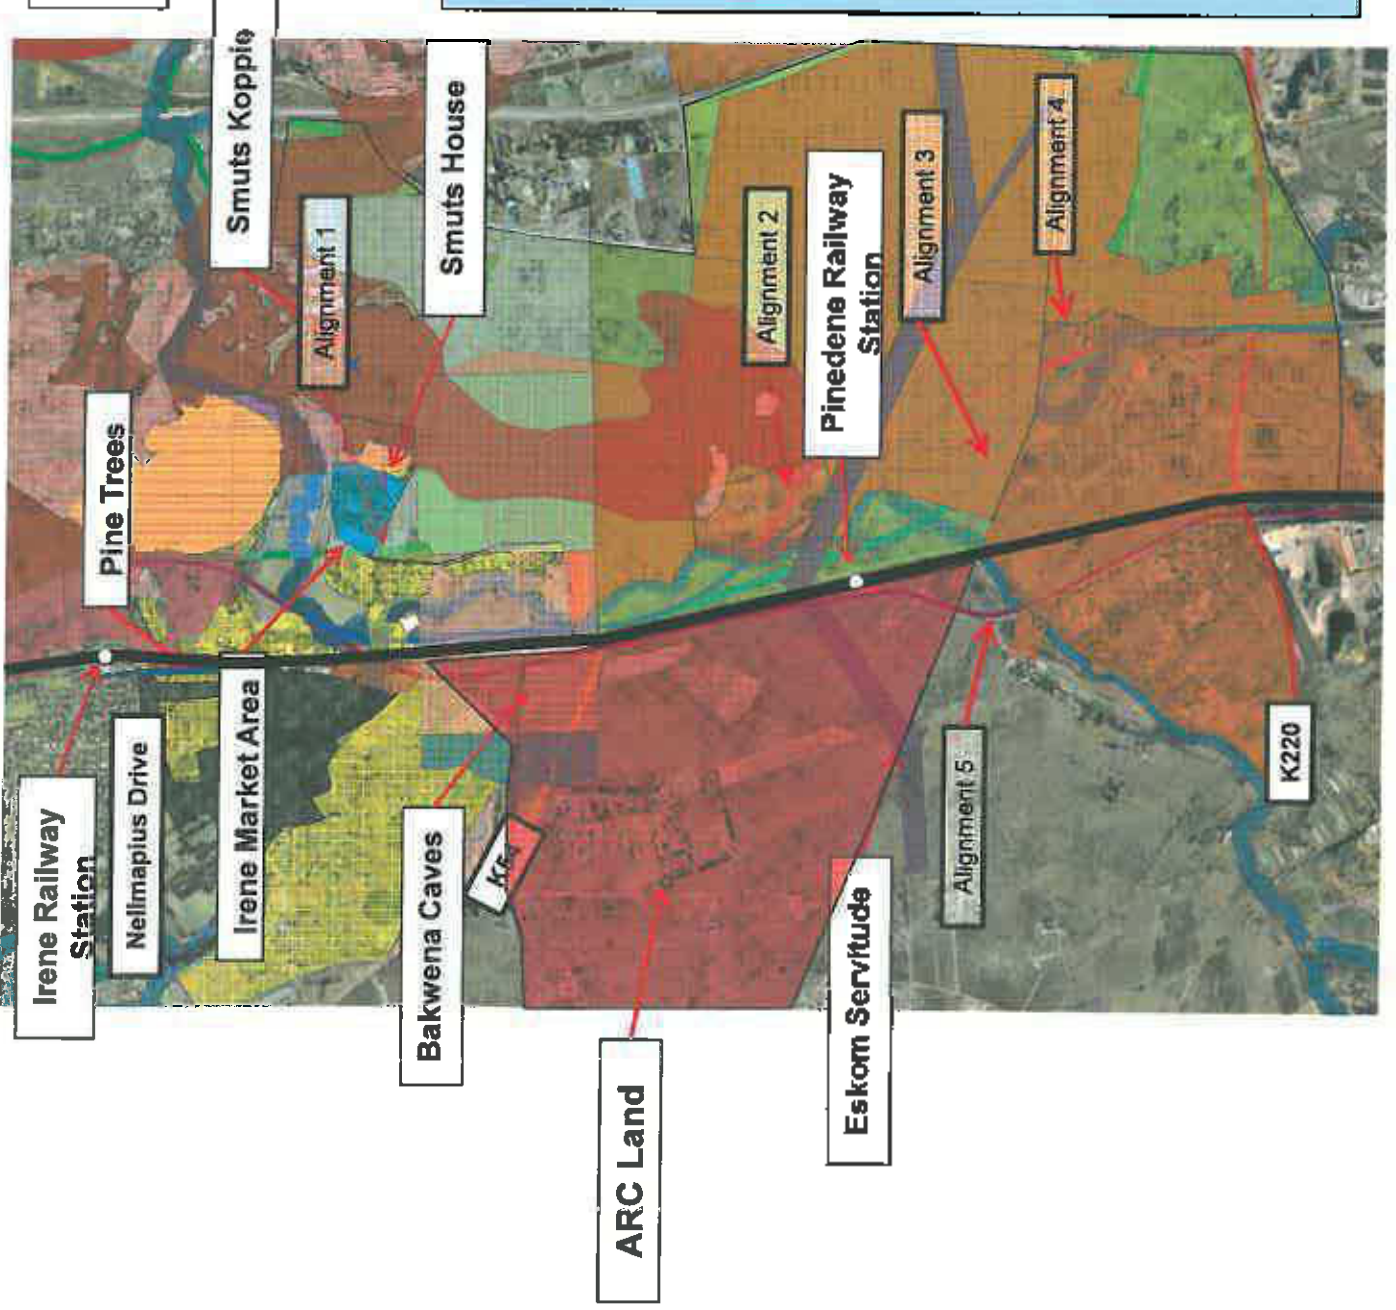 Smuts Koppie
Smuts House
Alignment 1
Pine Trees
Alignment 2
Pinedene Railway
Station
Alignment 3
Alignment 4
Irene Railway
Station
Nellmapius Drive
Irene Market Area
Bakwena Caves
ARC Land
Eskom Servitude
Alignment 5
K220